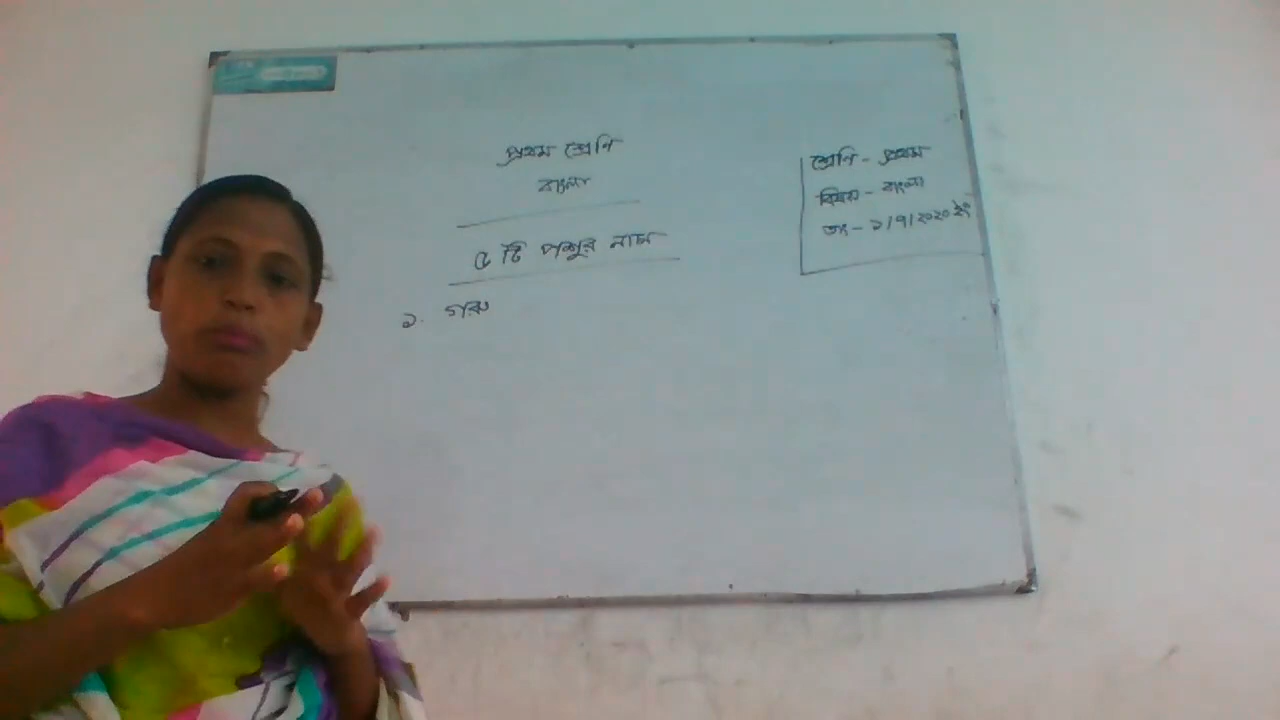 প্রথম শ্রেণি
বাংলা
৫ টি পশুর নাম
১. গরু
শ্রেণি - প্রথম
বিষয় - বাংলা
তাং - ১/৭/২০২০ ইং